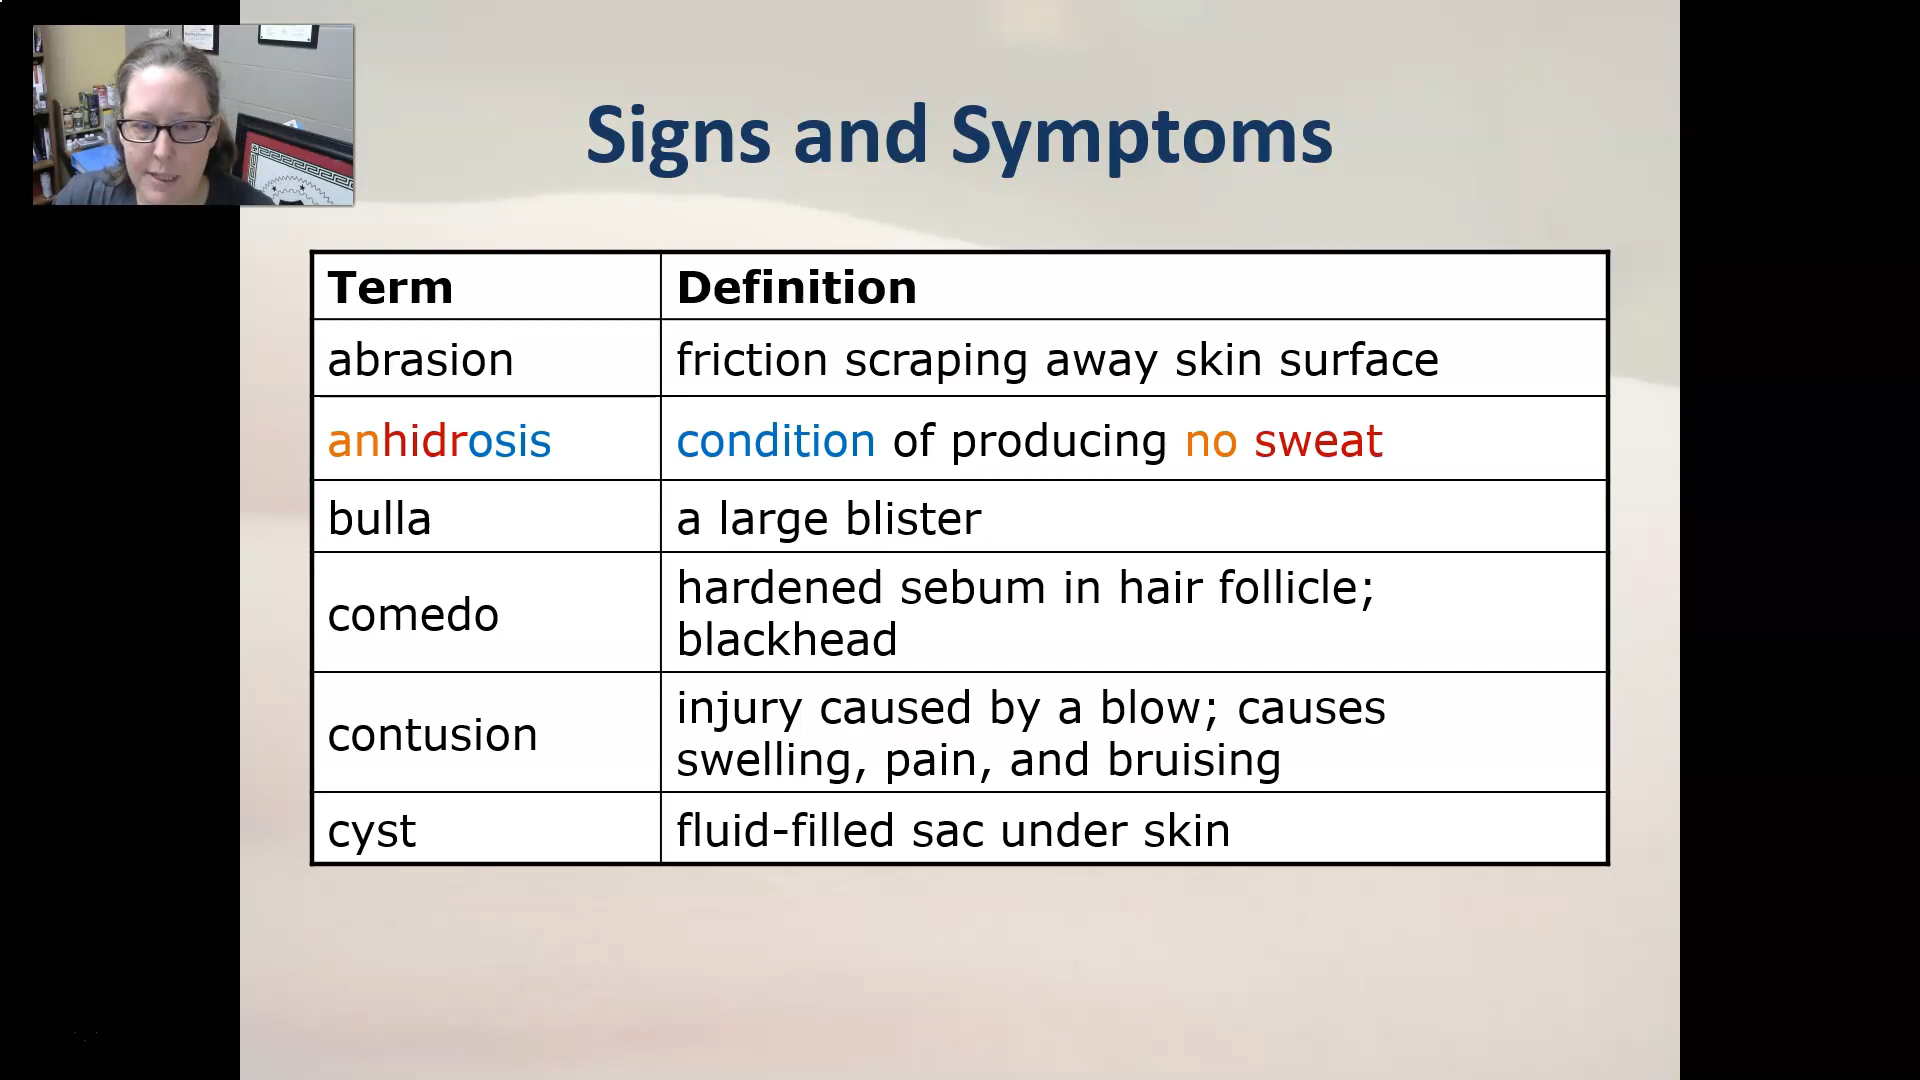 Signs and Symptoms
Term Definition
abrasion friction scraping away skin surface
anhidrosis condition of producing no sweat
bulla a large blister
comedo hardened sebum in hair follicle;
blackhead
contusion injury caused by a blow; causes
swelling, pain, and bruising
cyst fluid-filled sac under skin